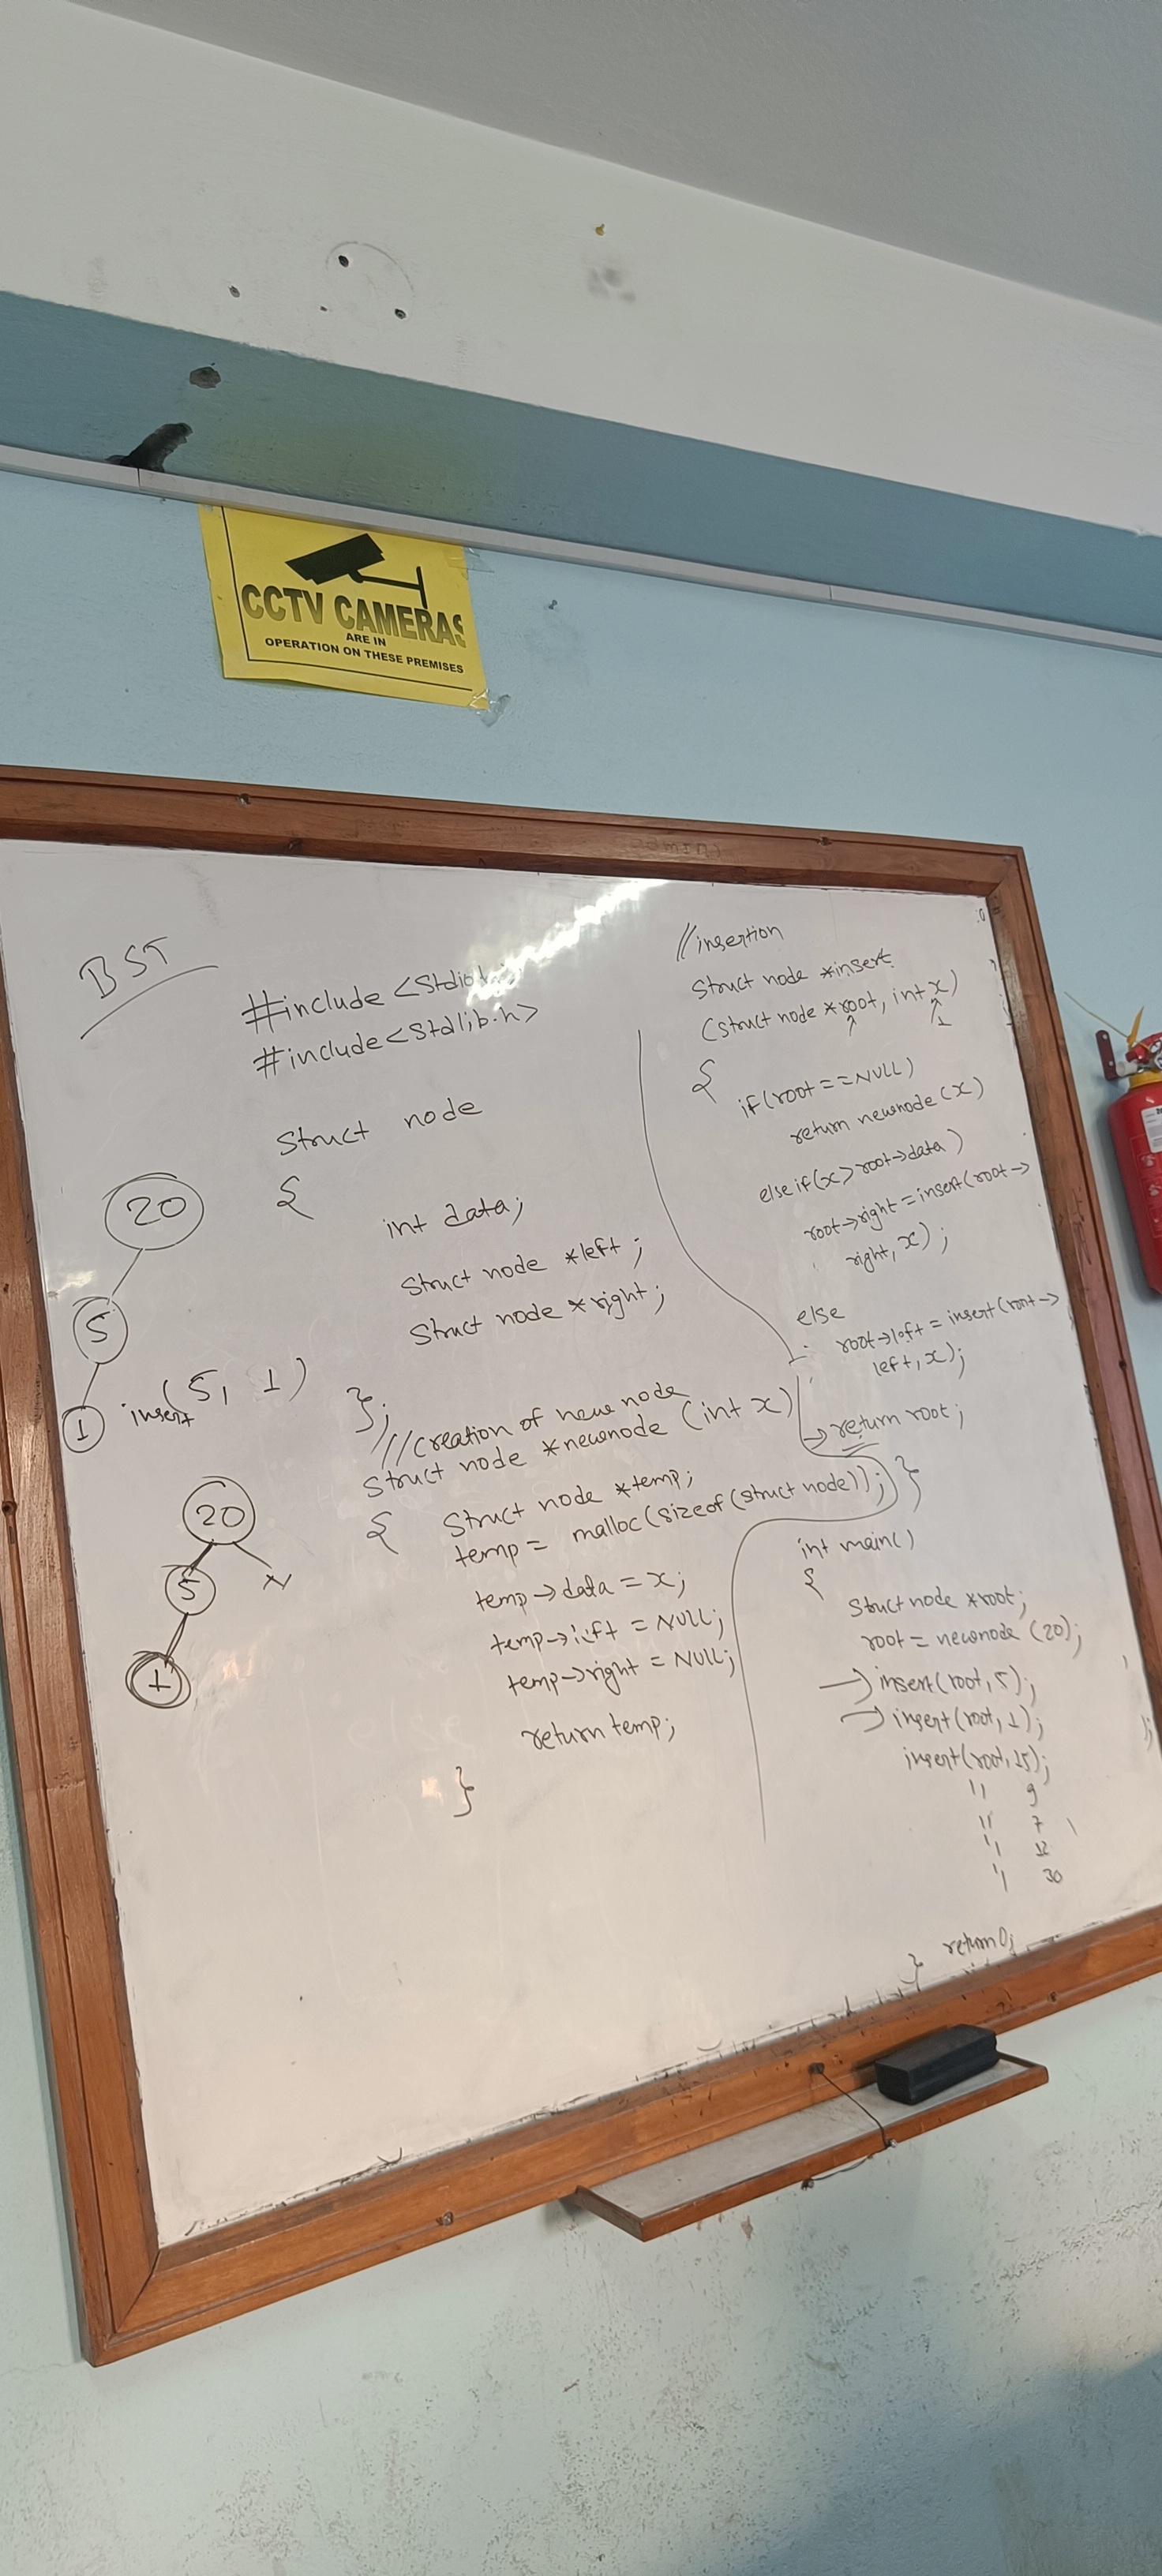 CCTV CAMERAS
ARE IN
OPERATION ON THESE PREMISES
BST
#include <stdio.h>
#include<stdlib.h>
struct node
{
int data;
struct node *left;
struct node *right;
};
20
5
1
insert (5, 1)
20
5
N
1
//creation of new node
struct node *newnode (int x)
{
struct node *temp;
temp = malloc(sizeof(struct node));
temp->data = x;
temp->left = NULL;
temp->right = NULL;
return temp;
}
//insertion
struct node *insert
(struct node *root, int x)
1
{
if(root==NULL)
return newnode(x)
else if(x>root->data)
root->right=insert(root->
right, x);
else
root->left = insert(root->
left, x);
->return root;
}
int main()
{
struct node *root;
root = newnode (20);
->insert(root, 5);
->insert(root, 1);
insert(root, 15);
" 9
" 7
" 12
" 30
return 0;
}